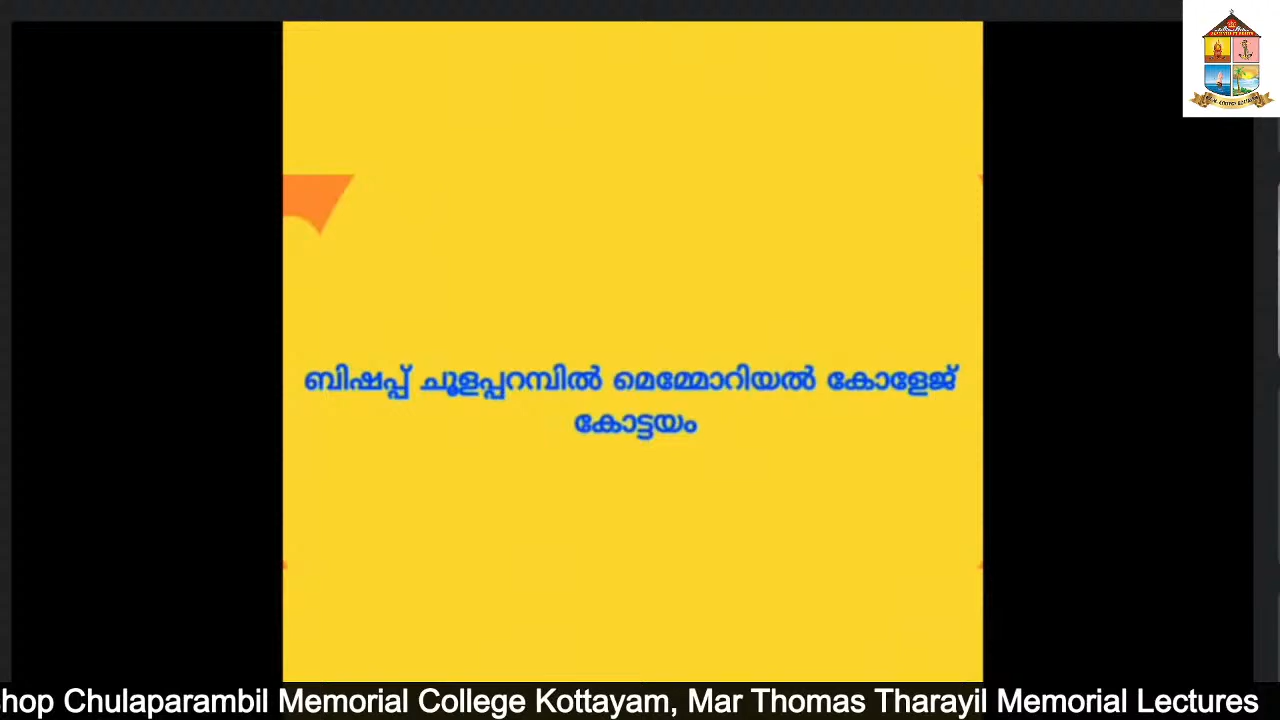 ബിഷപ്പ് ചൂളപ്പറമ്പിൽ മെമ്മോറിയൽ കോളേജ്
കോട്ടയം
hop Chulaparambil Memorial College Kottayam, Mar Thomas Tharayil Memorial Lectures